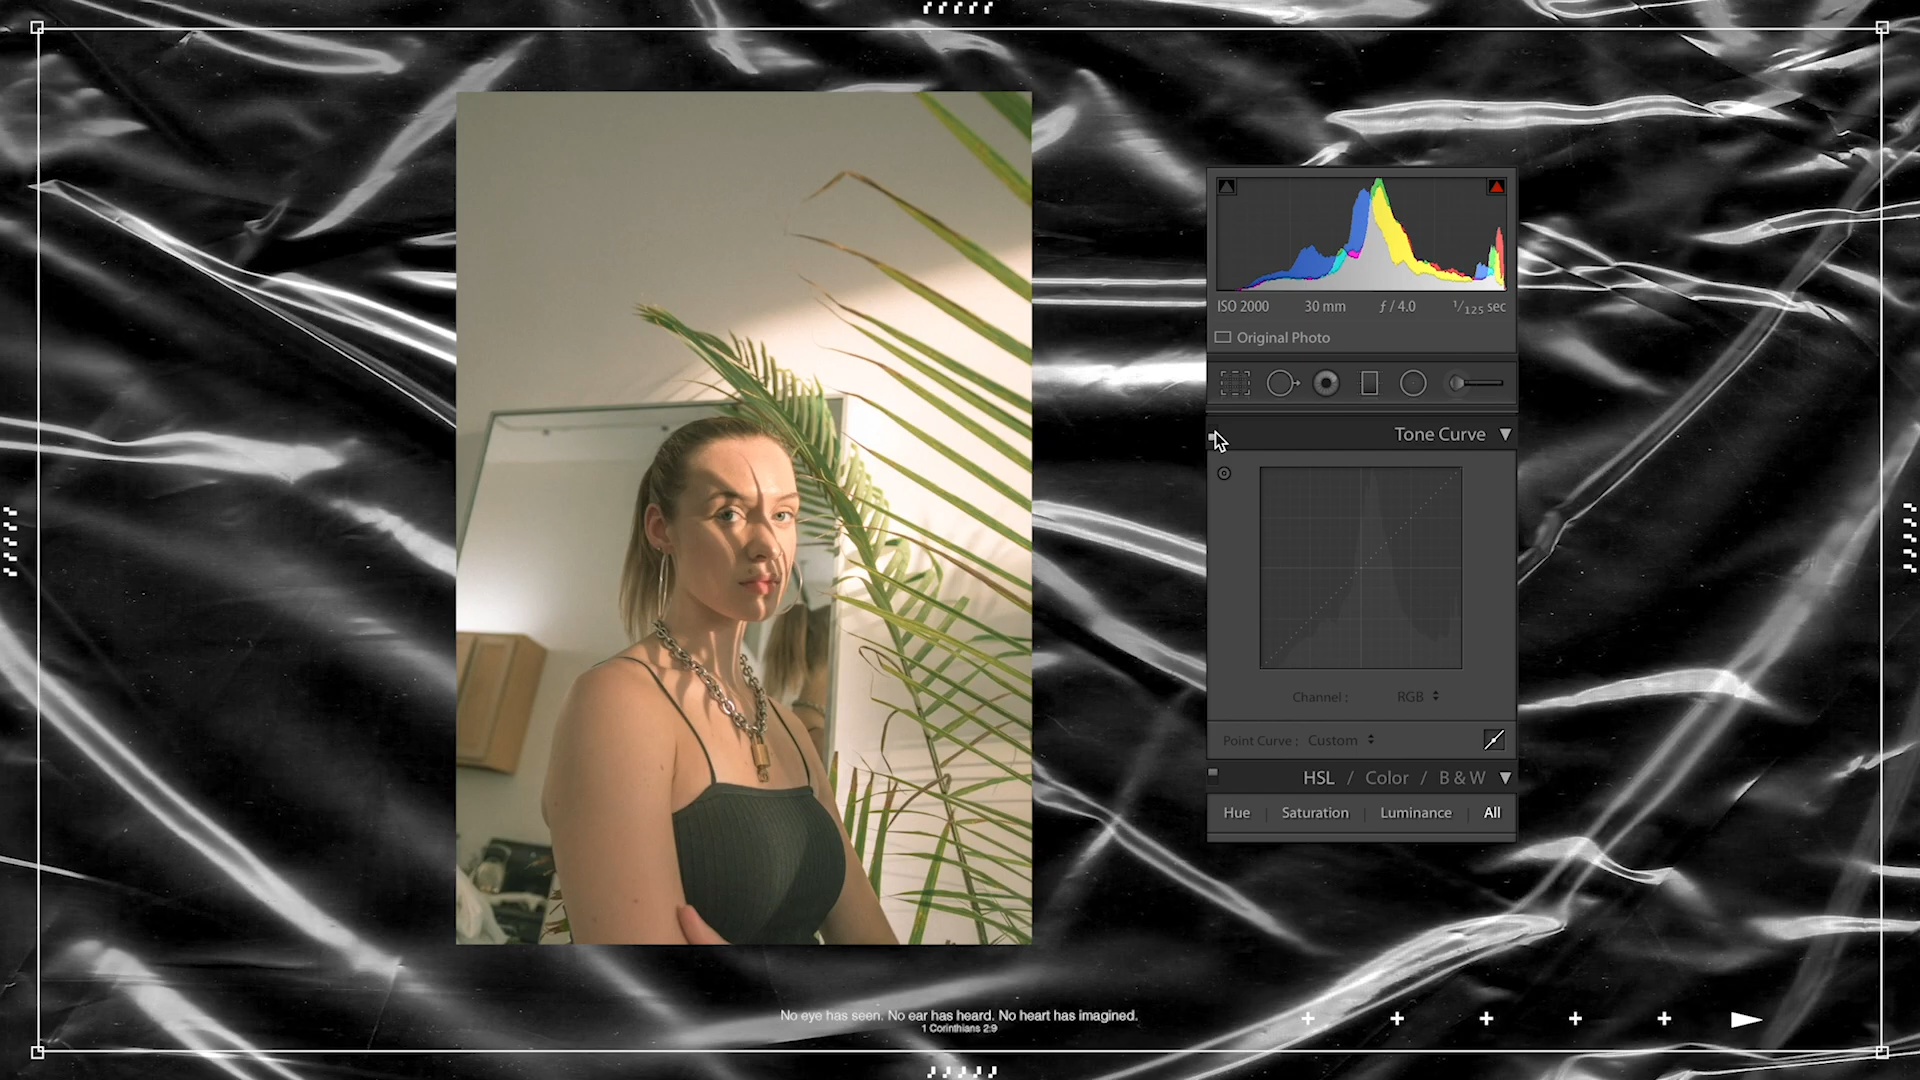 ISO 2000 30 mm ƒ / 4.0 1/125 sec
Original Photo
Tone Curve
Channel : RGB
Point Curve : Custom
HSL / Color / B & W
Hue | Saturation | Luminance | All
No eye has seen. No ear has heard. No heart has imagined.
1 Corinthians 2:9